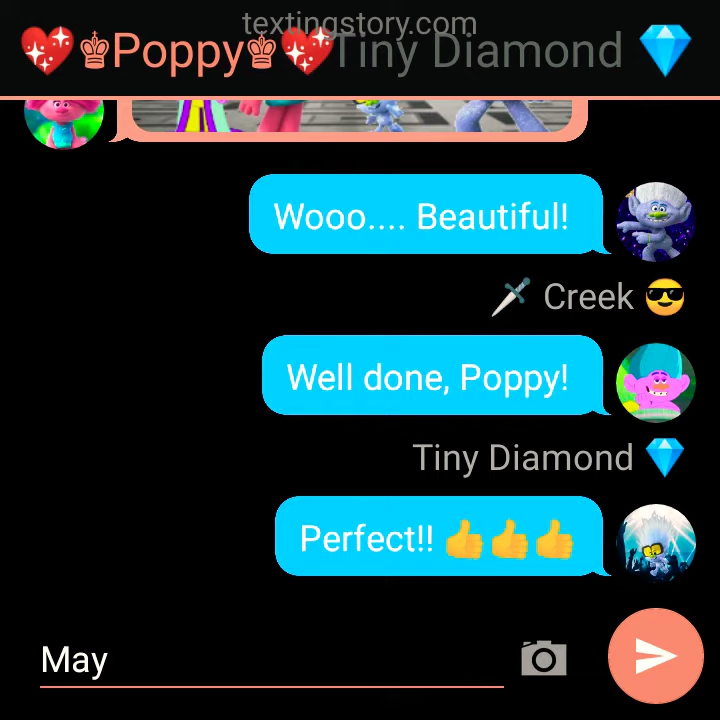 textingstory.com
💖♚Poppy♚💖Tiny Diamond 💎
Wooo.... Beautiful!
🗡️ Creek 😎
Well done, Poppy!
Tiny Diamond 💎
Perfect!! 👍👍👍
May